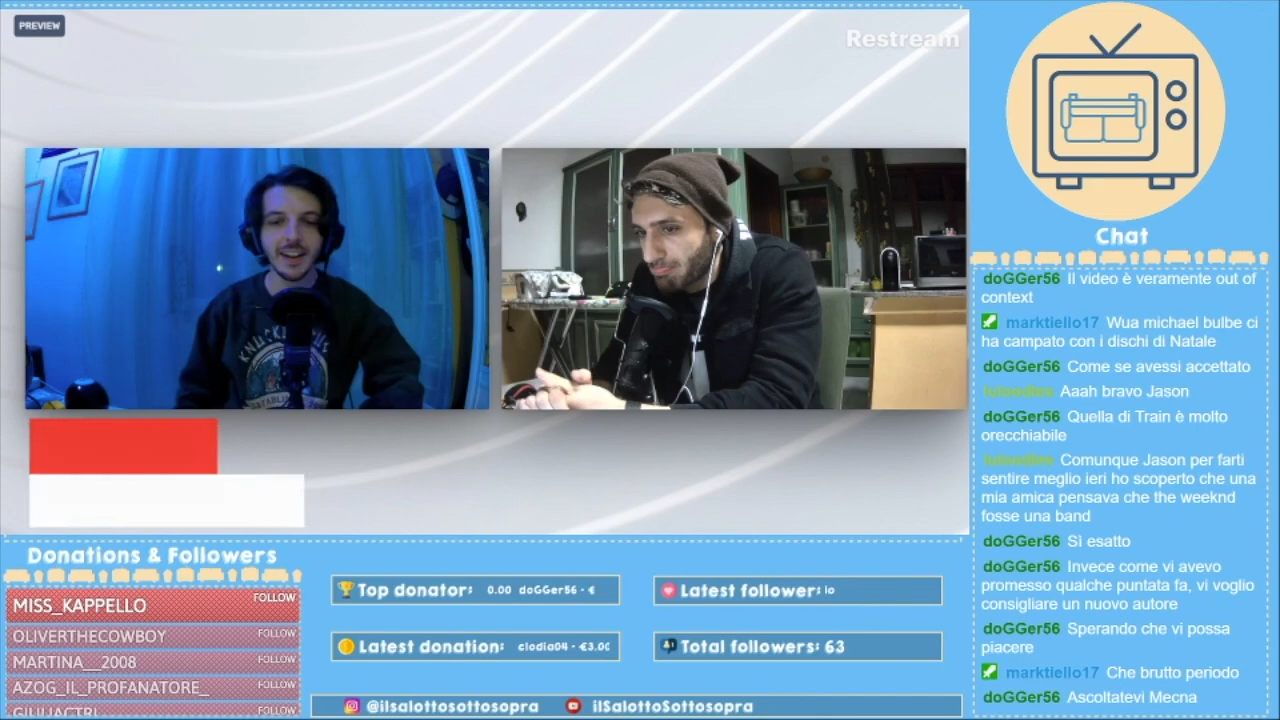 PREVIEW
Restream
Chat
doGGer56 Il video è veramente out of
context
marktiello17 Wua michael bulbe ci
ha campato con i dischi di Natale
doGGer56 Come se avessi accettato
Aaah bravo Jason
doGGer56 Quella di Train è molto
orecchiabile
Comunque Jason per farti
sentire meglio ieri ho scoperto che una
mia amica pensava che the weeknd
fosse una band
doGGer56 Sì esatto
doGGer56 Invece come vi avevo
promesso qualche puntata fa, vi voglio
consigliare un nuovo autore
doGGer56 Sperando che vi possa
piacere
marktiello17 Che brutto periodo
doGGer56 Ascoltatevi Mecna
Donations & Followers
MISS_KAPPELLO FOLLOW
OLIVERTHECOWBOY FOLLOW
MARTINA__2008 FOLLOW
AZOG_IL_PROFANATORE_ FOLLOW
FOLLOW
Top donator: 0.00 doGGer56 - €
Latest follower: lo
Latest donation: clodia04 - €3.00
Total followers: 63
@ilsalottosottosopra
ilSalottoSottosopra